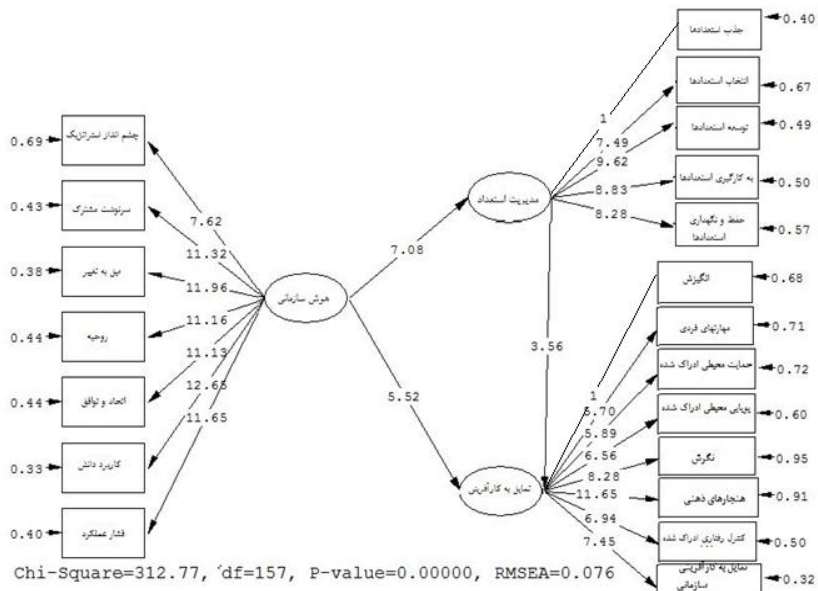 0.69
چشم انداز استراتژیک
0.43
سرنوشت مشترک
0.38
میل به تغییر
0.44
روحیه
0.44
اتحاد و توافق
0.33
کاربرد دانش
0.40
فشار عملکرد
7.62
11.32
11.96
11.16
11.13
12.65
11.65
هوش سازمانی
7.08
5.52
مدیریت استعداد
3.56
تمایل به کارآفرینی
1
7.49
9.62
8.83
8.28
جذب استعدادها
0.40
انتخاب استعدادها
0.67
توسعه استعدادها
0.49
به کارگیری استعدادها
0.50
حفظ و نگهداری
استعدادها
0.57
1
5.70
5.89
6.56
8.28
11.65
6.94
7.45
انگیزش
0.68
مهارتهای فردی
0.71
حمایت محیطی ادراک شده
0.72
پویایی محیطی ادراک شده
0.60
نگرش
0.95
هنجارهای ذهنی
0.91
کنترل رفتاری ادراک شده
0.50
تمایل به کارآفرینی
سازمانی
0.32
Chi-Square=312.77, df=157, P-value=0.00000, RMSEA=0.076